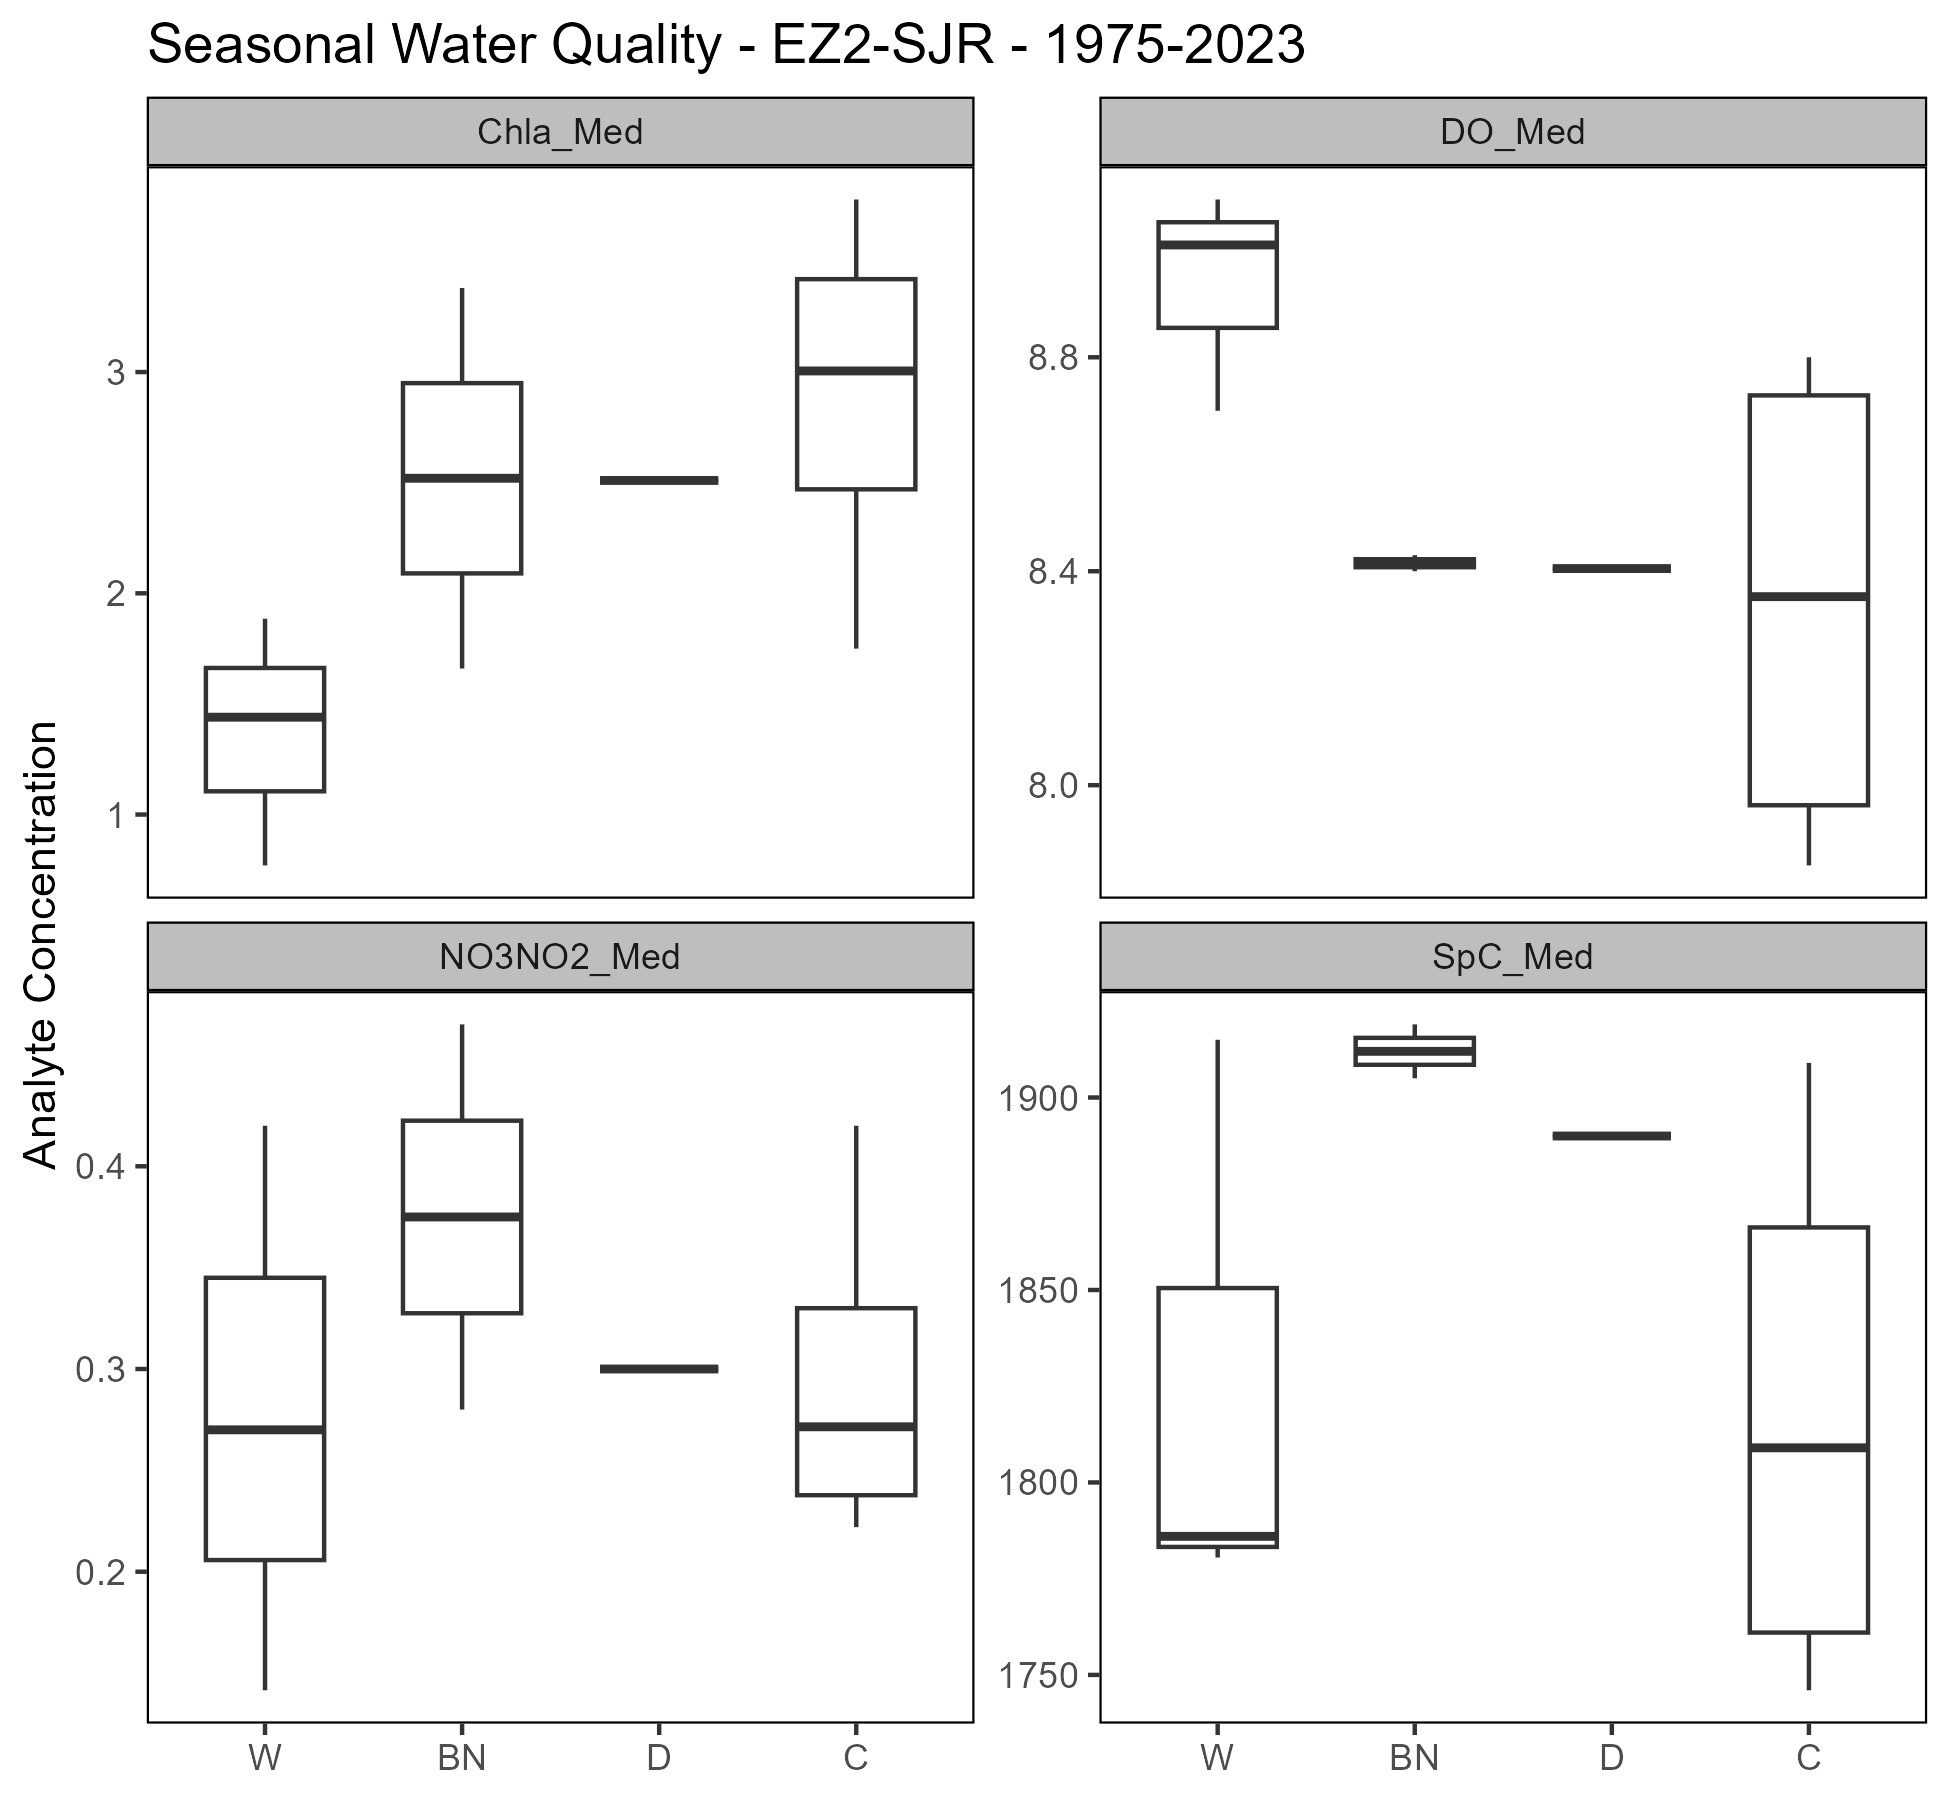 Seasonal Water Quality - EZ2-SJR - 1975-2023
Analyte Concentration
Chla_Med
3
2
1
DO_Med
8.8
8.4
8.0
NO3NO2_Med
0.4
0.3
0.2
W BN D C
SpC_Med
1900
1850
1800
1750
W BN D C